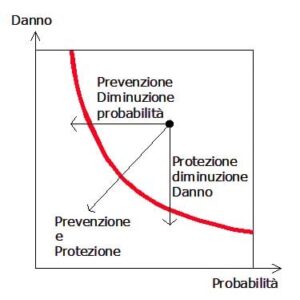 Danno
Prevenzione
Diminuzione
probabilità
Protezione
diminuzione
Danno
Prevenzione
e
Protezione
Probabilità